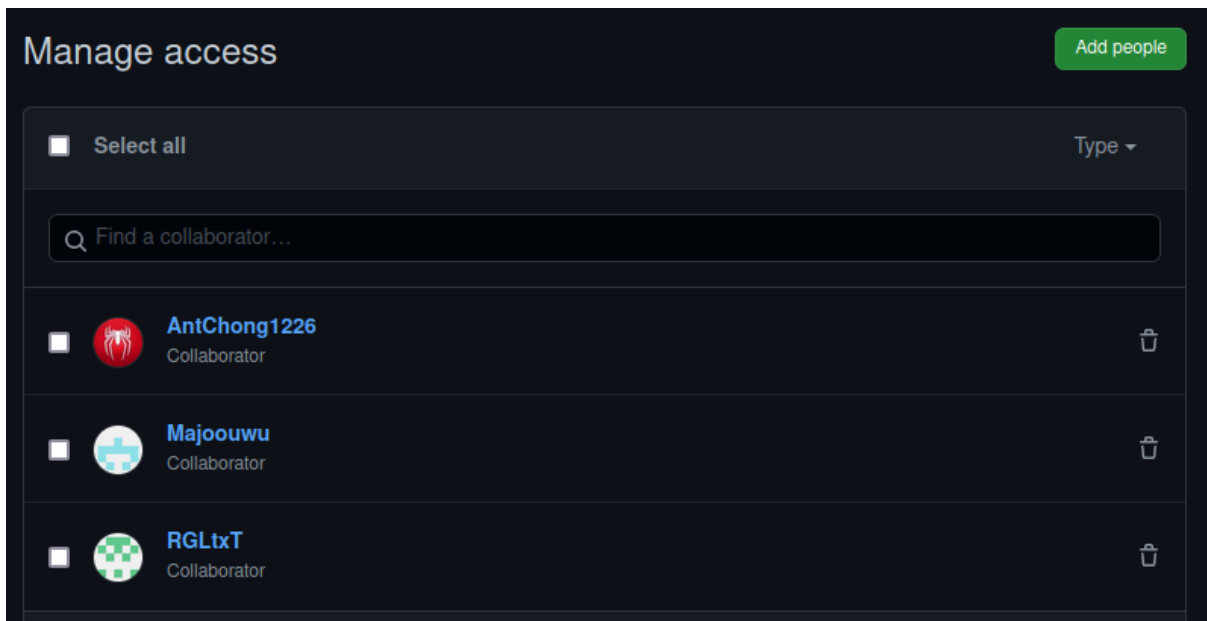 Manage access
Add people
Select all
Type
Find a collaborator...
AntChong1226
Collaborator
Majoouwu
Collaborator
RGLtxT
Collaborator